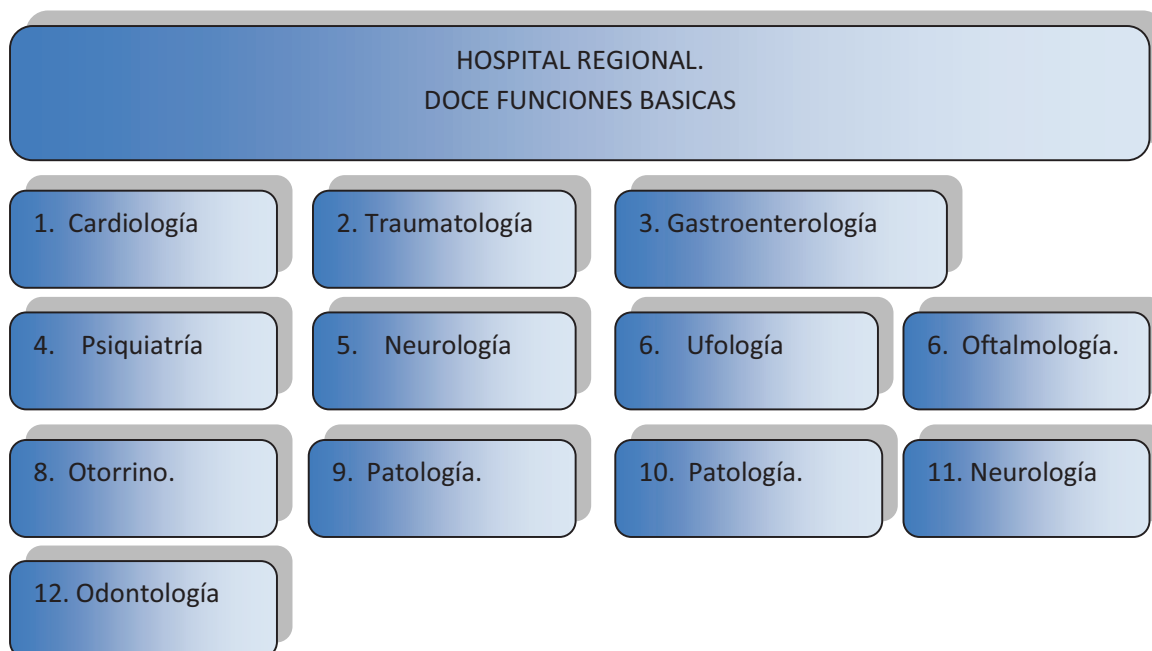 HOSPITAL REGIONAL.
DOCE FUNCIONES BASICAS
1. Cardiología
2. Traumatología
3. Gastroenterología
4. Psiquiatría
5. Neurología
6. Ufología
6. Oftalmología.
8. Otorrino.
9. Patología.
10. Patología.
11. Neurología
12. Odontología